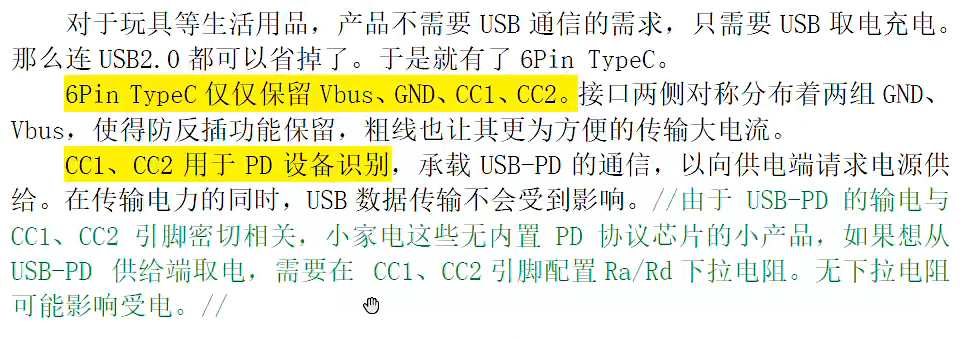 对于玩具等生活用品，产品不需要 USB 通信的需求，只需要 USB 取电充电。
那么连 USB2.0 都可以省掉了。于是就有了 6Pin TypeC。
6Pin TypeC 仅仅保留 Vbus、GND、CC1、CC2。接口两侧对称分布着两组 GND、
Vbus，使得防反插功能保留，粗线也让其更为方便的传输大电流。
CC1、CC2 用于 PD 设备识别，承载 USB-PD 的通信，以向供电端请求电源供
给。在传输电力的同时，USB 数据传输不会受到影响。//由于 USB-PD 的输电与
CC1、CC2 引脚密切相关，小家电这些无内置 PD 协议芯片的小产品，如果想从
USB-PD 供给端取电，需要在 CC1、CC2 引脚配置 Ra/Rd 下拉电阻。无下拉电阻
可能影响受电。//